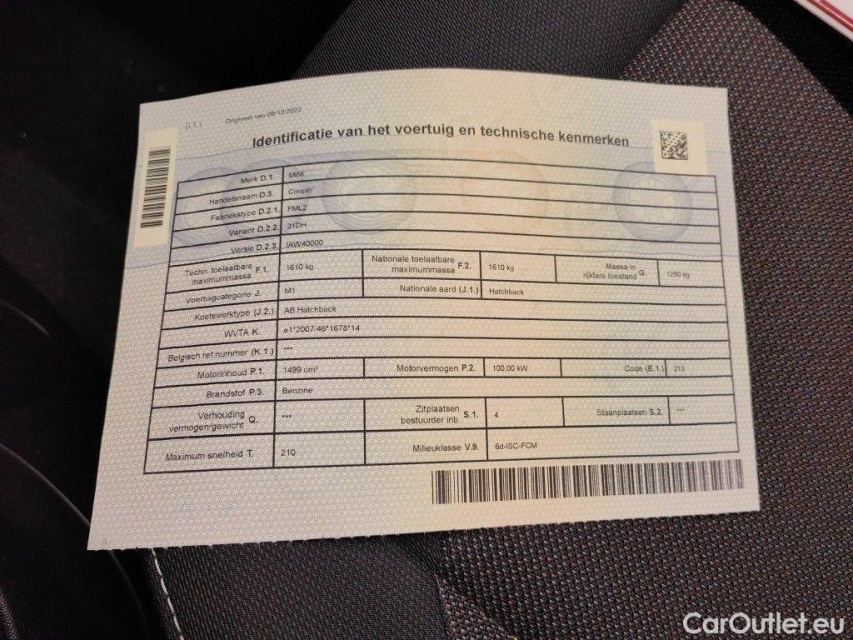 (I.1.) Origineel van 09/12/2022
Identificatie van het voertuig en technische kenmerken
Merk D.1. MINI
Handelsnaam D.3. Cooper
Fabriekstype D.2.1. FML2
Variant D.2.2. 31DH
Versie D.2.3. IAW40000
Techn. toelaatbare maximummassa F.1. 1610 kg Nationale toelaatbare maximummassa F.2. 1610 kg Massa in rijklare toestand G. 1250 kg
Voertuigcategorie J. M1 Nationale aard (J.1.) Hatchback
Koetswerktype (J.2.) AB Hatchback
WVTA K. e1*2007/46*1678*14
Belgisch ref.nummer (K.1.) ---
Motorinhoud P.1. 1499 cm³ Motorvermogen P.2. 100.00 kW Code (E.1.) 213
Brandstof P.3. Benzine
Verhouding vermogen/gewicht Q. --- Zitplaatsen bestuurder inb. S.1. 4 Staanplaatsen S.2. ---
Maximum snelheid T. 210 Milieuklasse V.9. 6d-ISC-FCM
CarOutlet.eu